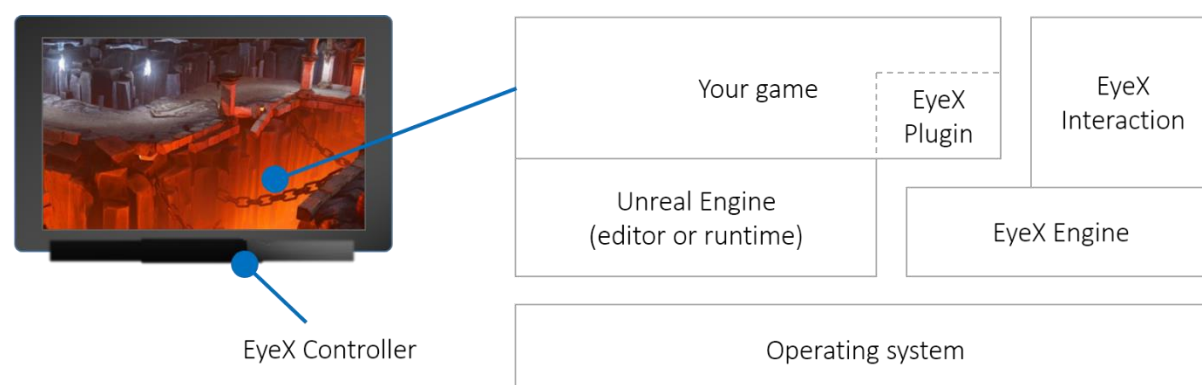 Your game
EyeX
Plugin
EyeX
Interaction
Unreal Engine
(editor or runtime)
EyeX Engine
EyeX Controller
Operating system